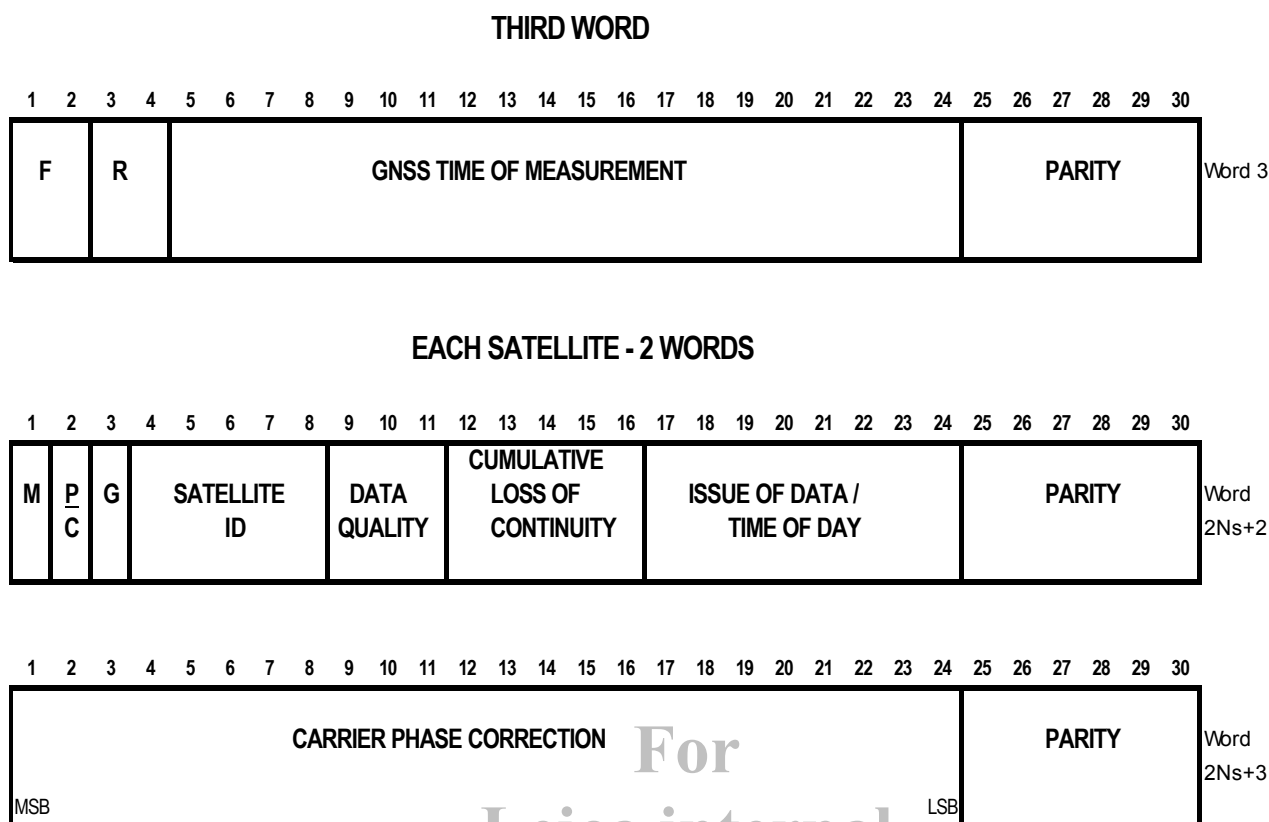 THIRD WORD
1 2 3 4 5 6 7 8 9 10 11 12 13 14 15 16 17 18 19 20 21 22 23 24 25 26 27 28 29 30
F R GNSS TIME OF MEASUREMENT PARITY Word 3
EACH SATELLITE - 2 WORDS
1 2 3 4 5 6 7 8 9 10 11 12 13 14 15 16 17 18 19 20 21 22 23 24 25 26 27 28 29 30
CUMULATIVE
M P G SATELLITE DATA LOSS OF ISSUE OF DATA / PARITY Word
C ID QUALITY CONTINUITY TIME OF DAY 2Ns+2
1 2 3 4 5 6 7 8 9 10 11 12 13 14 15 16 17 18 19 20 21 22 23 24 25 26 27 28 29 30
CARRIER PHASE CORRECTION For PARITY Word
2Ns+3
MSB LSB
Leica internal